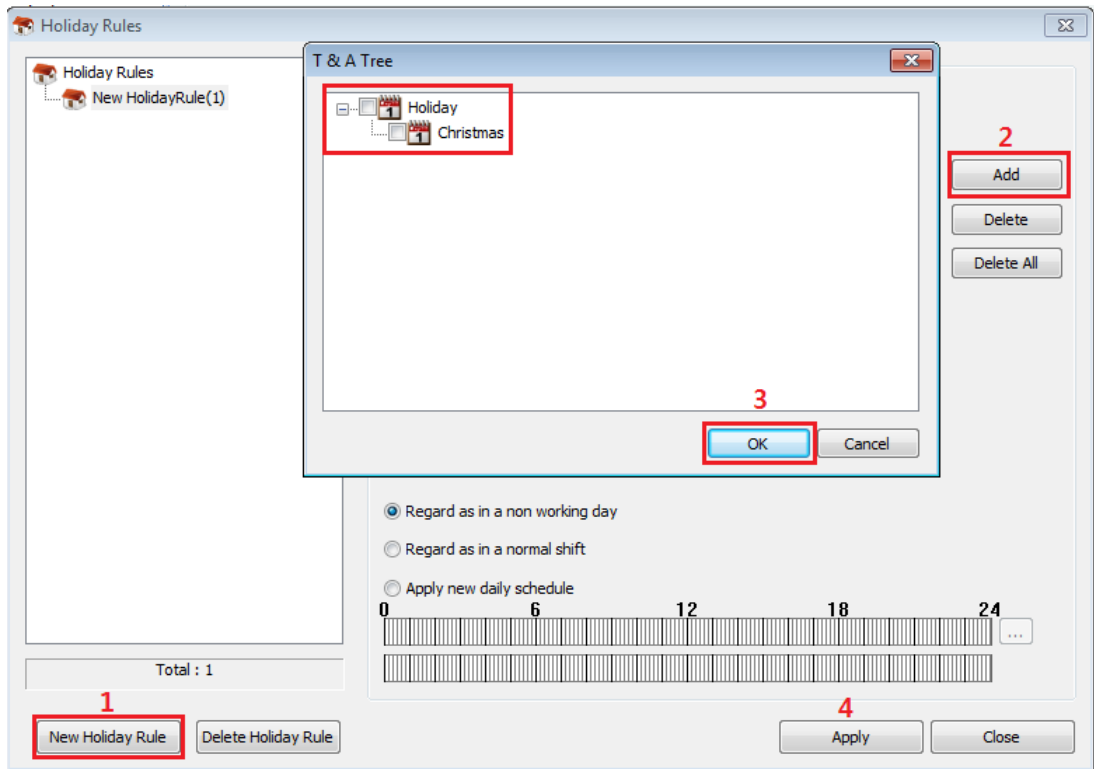 Holiday Rules
T & A Tree
Holiday Rules
New HolidayRule(1)
Holiday
Christmas
2
Add
Delete
Delete All
3
OK
Cancel
Regard as in a non working day
Regard as in a normal shift
Apply new daily schedule
0 6 12 18 24
...
Total : 1
1
4
New Holiday Rule
Delete Holiday Rule
Apply
Close